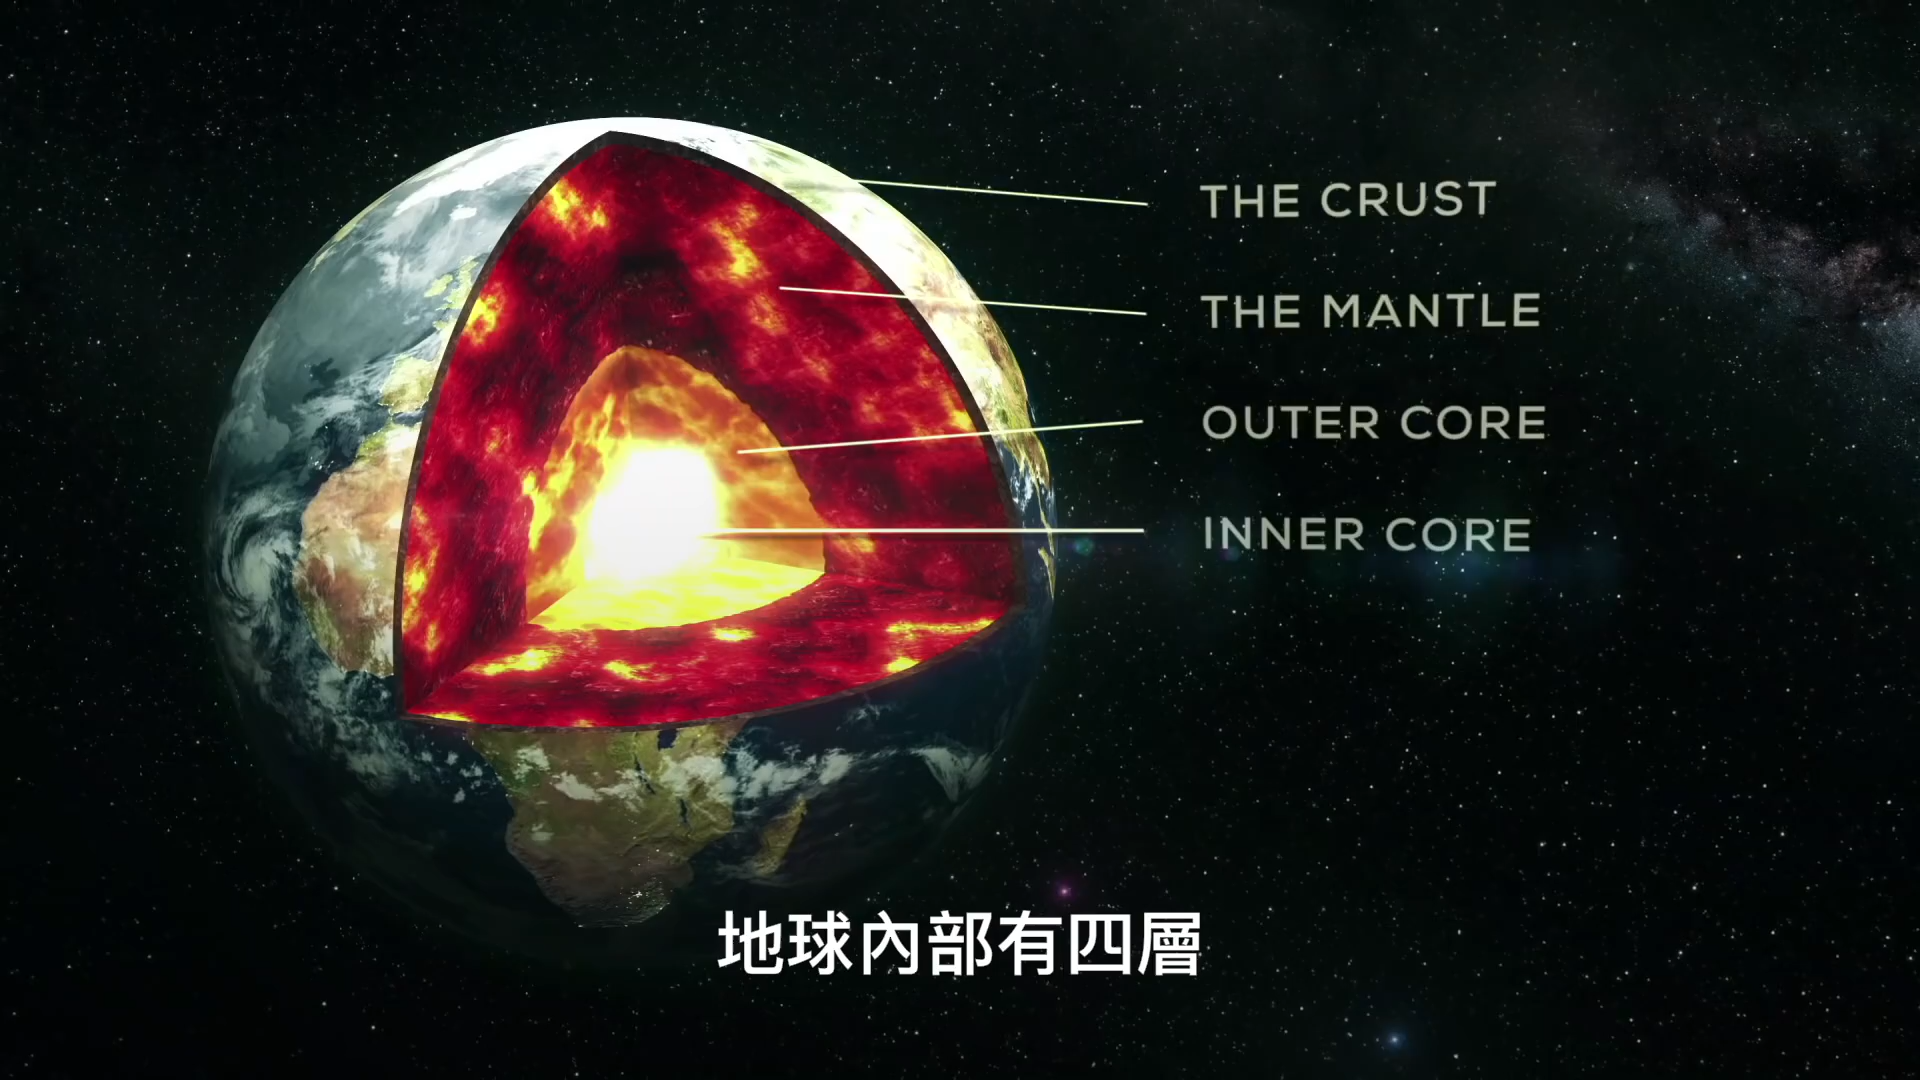 THE CRUST
THE MANTLE
OUTER CORE
INNER CORE
地球內部有四層